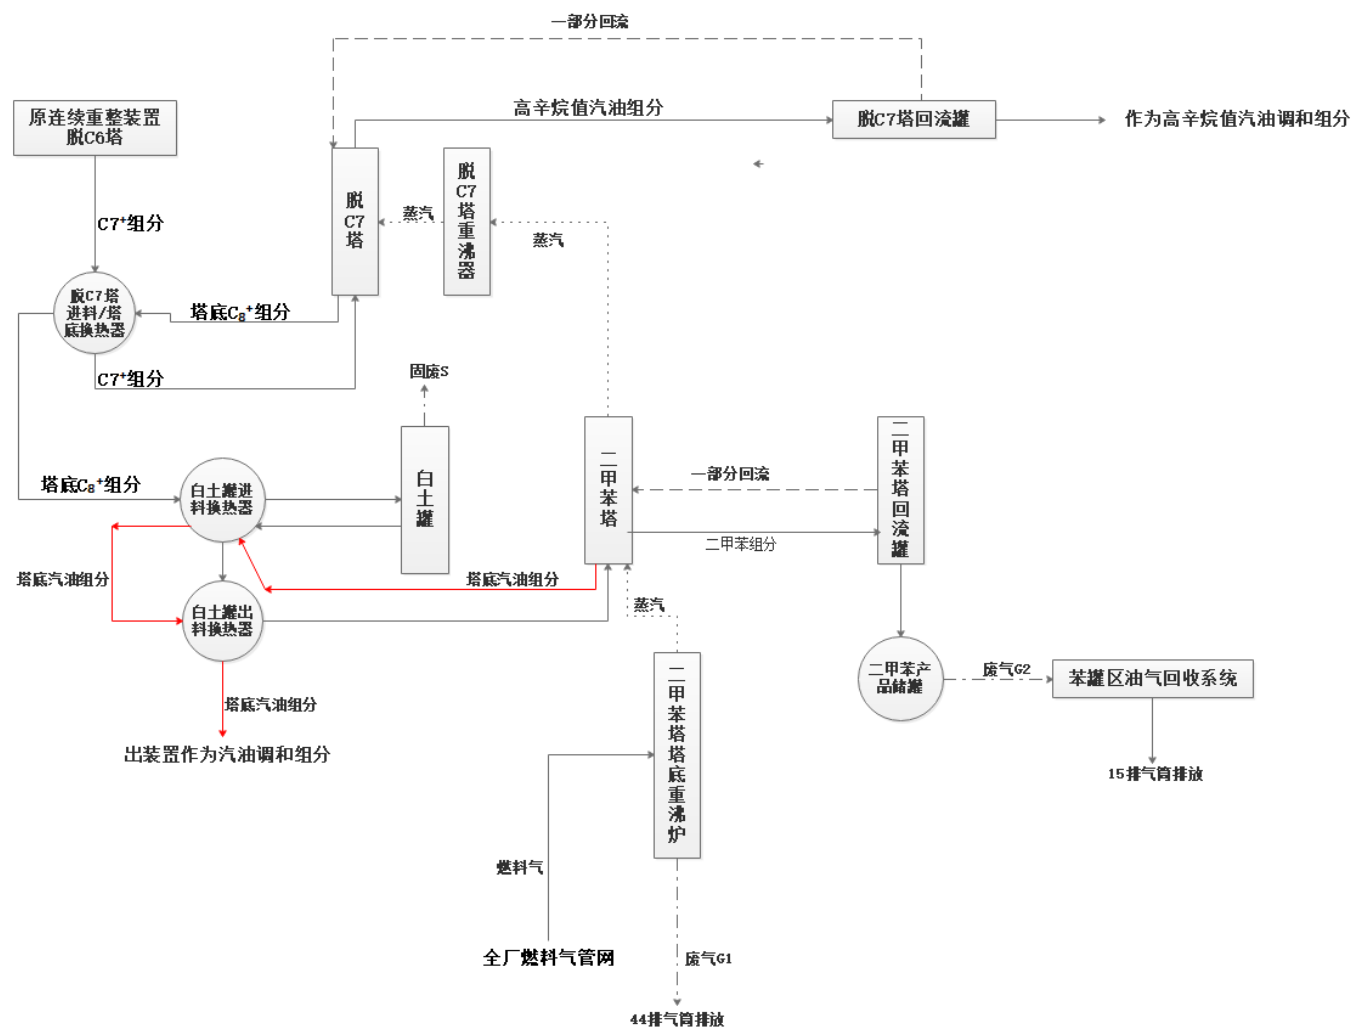 一部分回流
原连续重整装置
脱C6塔
高辛烷值汽油组分
脱C7塔回流罐
作为高辛烷值汽油调和组分
脱C7塔
脱C7塔重沸器
蒸汽
蒸汽
C7⁺组分
脱C7塔
进料/塔
底换热器
塔底C₈⁺组分
C7⁺组分
固废S
白土罐
二甲苯塔
二甲苯塔回流罐
一部分回流
二甲苯组分
塔底C₈⁺组分
白土罐进
料换热器
塔底汽油组分
塔底汽油组分
白土罐出
料换热器
蒸汽
二甲苯塔塔底重沸炉
二甲苯产
品储罐
废气G2
苯罐区油气回收系统
塔底汽油组分
出装置作为汽油调和组分
15排气筒排放
燃料气
全厂燃料气管网
废气G1
44排气筒排放